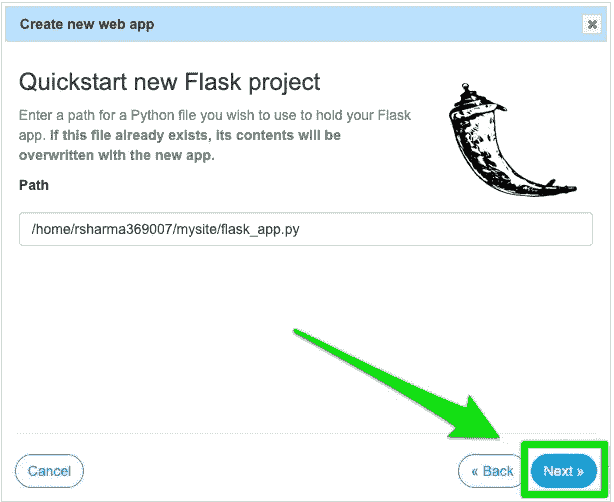 Create new web app
Quickstart new Flask project
Enter a path for a Python file you wish to use to hold your Flask
app. If this file already exists, its contents will be
overwritten with the new app.
Path
/home/rsharma369007/mysite/flask_app.py
Cancel
« Back
Next »